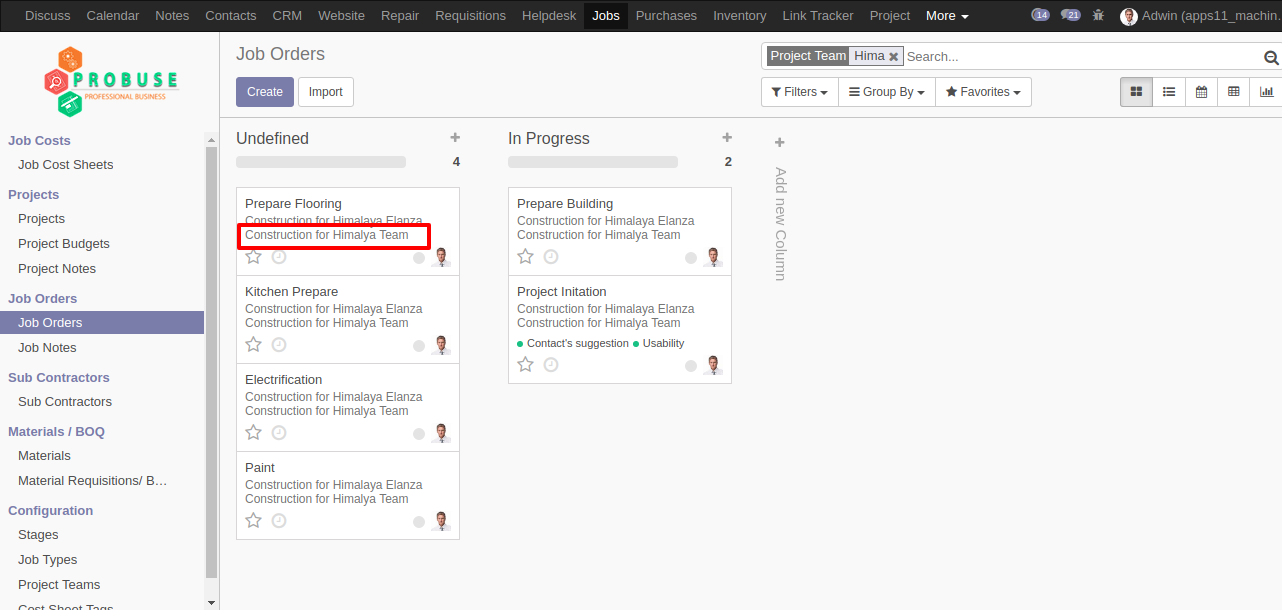 Discuss Calendar Notes Contacts CRM Website Repair Requisitions Helpdesk Jobs Purchases Inventory Link Tracker Project More 14 21 Adwin (apps11_machin...
PROBUSE
PROFESSIONAL BUSINESS
Job Costs
Job Cost Sheets
Projects
Projects
Project Budgets
Project Notes
Job Orders
Job Orders
Job Notes
Sub Contractors
Sub Contractors
Materials / BOQ
Materials
Material Requisitions/ B...
Configuration
Stages
Job Types
Project Teams
Cost Sheet Tags
Job Orders
Project Team Hima Search...
Create Import
Filters Group By Favorites
Undefined
4
Prepare Flooring
Construction for Himalaya Elanza
Construction for Himalya Team
Kitchen Prepare
Construction for Himalaya Elanza
Construction for Himalya Team
Electrification
Construction for Himalaya Elanza
Construction for Himalya Team
Paint
Construction for Himalaya Elanza
Construction for Himalya Team
In Progress
2
Prepare Building
Construction for Himalaya Elanza
Construction for Himalya Team
Project Initation
Construction for Himalaya Elanza
Construction for Himalya Team
Contact's suggestion Usability
Add new Column